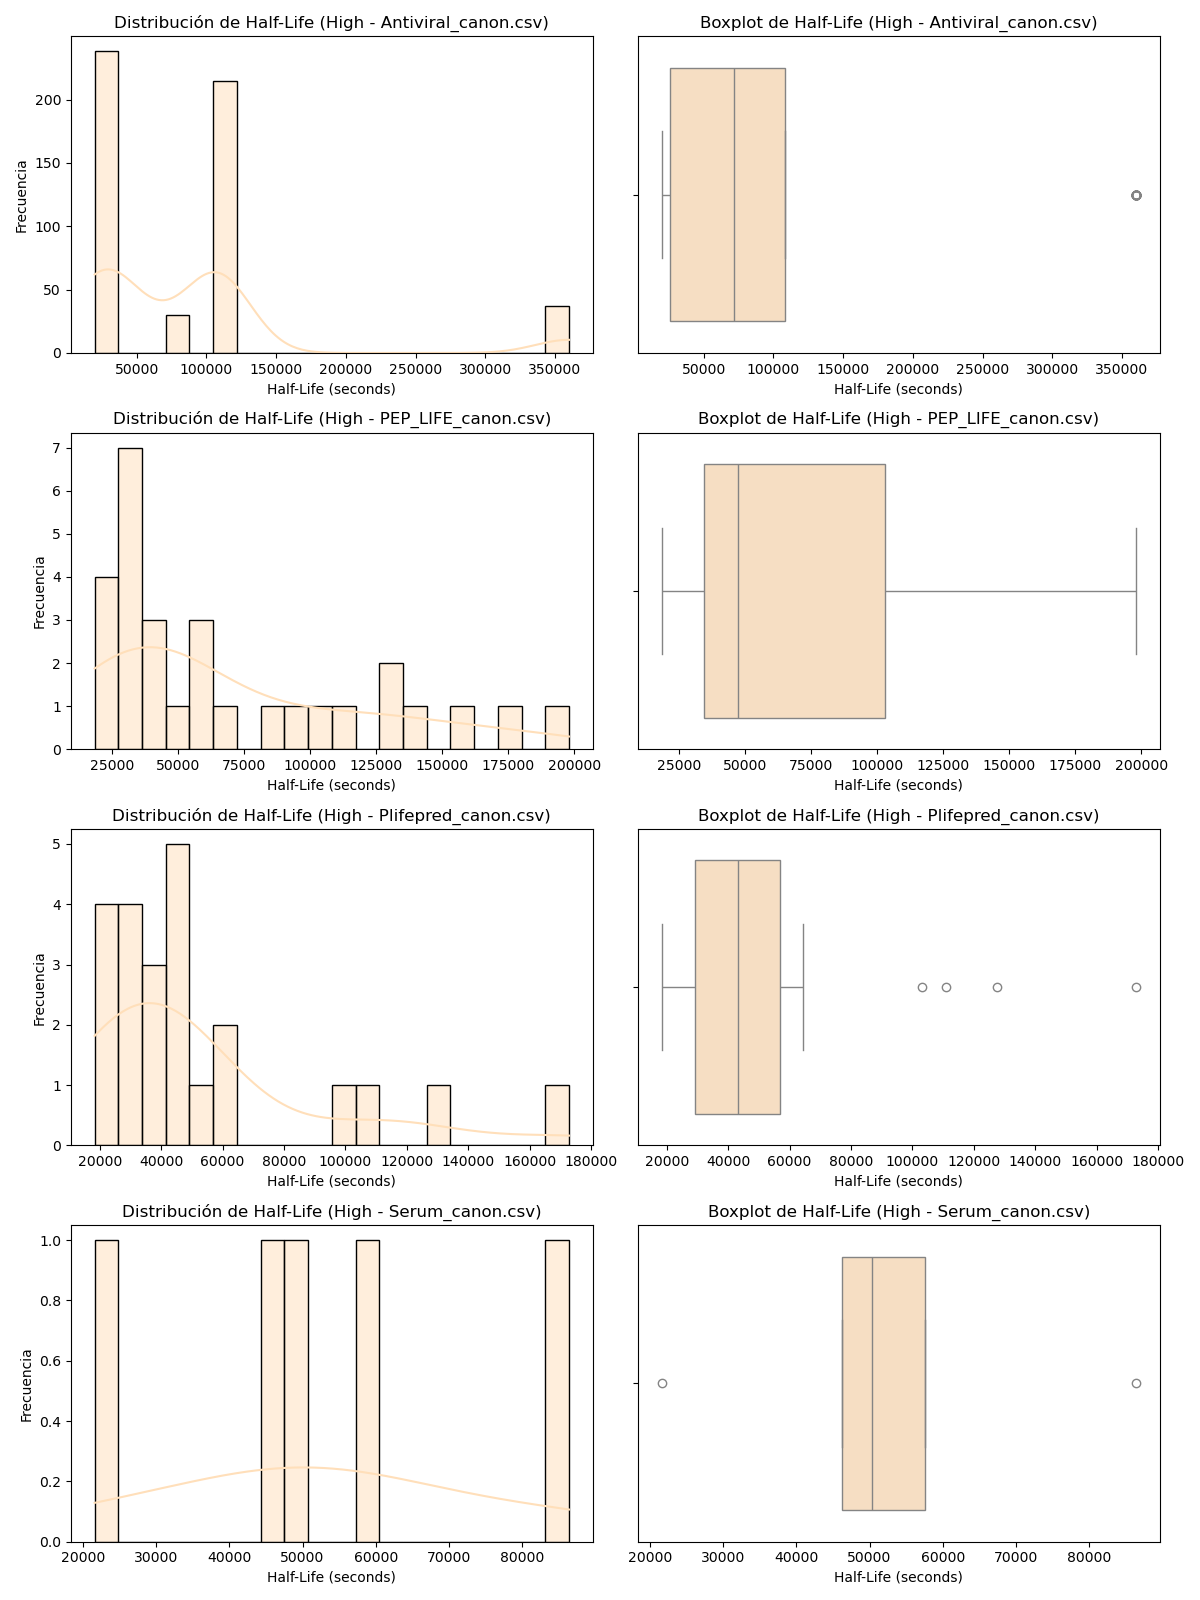 Distribución de Half-Life (High - Antiviral_canon.csv)
Boxplot de Half-Life (High - Antiviral_canon.csv)
Frecuencia
200
150
100
50
0
50000 100000 150000 200000 250000 300000 350000
50000 100000 150000 200000 250000 300000 350000
Half-Life (seconds)
Half-Life (seconds)
Distribución de Half-Life (High - PEP_LIFE_canon.csv)
Boxplot de Half-Life (High - PEP_LIFE_canon.csv)
Frecuencia
7
6
5
4
3
2
1
0
25000 50000 75000 100000 125000 150000 175000 200000
25000 50000 75000 100000 125000 150000 175000 200000
Half-Life (seconds)
Half-Life (seconds)
Distribución de Half-Life (High - Plifepred_canon.csv)
Boxplot de Half-Life (High - Plifepred_canon.csv)
Frecuencia
5
4
3
2
1
0
20000 40000 60000 80000 100000 120000 140000 160000 180000
20000 40000 60000 80000 100000 120000 140000 160000 180000
Half-Life (seconds)
Half-Life (seconds)
Distribución de Half-Life (High - Serum_canon.csv)
Boxplot de Half-Life (High - Serum_canon.csv)
Frecuencia
1.0
0.8
0.6
0.4
0.2
0.0
20000 30000 40000 50000 60000 70000 80000
20000 30000 40000 50000 60000 70000 80000
Half-Life (seconds)
Half-Life (seconds)